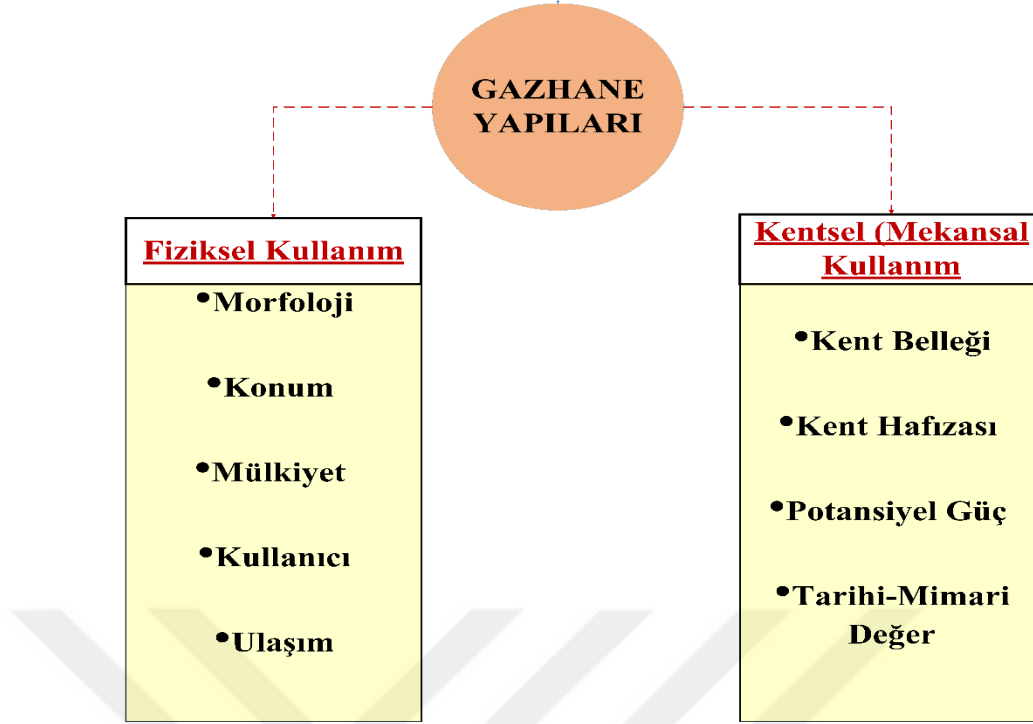 GAZHANE
YAPILARI
Fiziksel Kullanım
•Morfoloji
•Konum
•Mülkiyet
•Kullanıcı
•Ulaşım
Kentsel (Mekansal
Kullanım
•Kent Belleği
•Kent Hafızası
•Potansiyel Güç
•Tarihi-Mimari
Değer